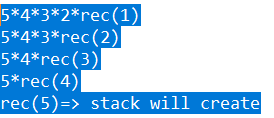 5*4*3*2*rec(1)
5*4*3*rec(2)
5*4*rec(3)
5*rec(4)
rec(5)=> stack will create